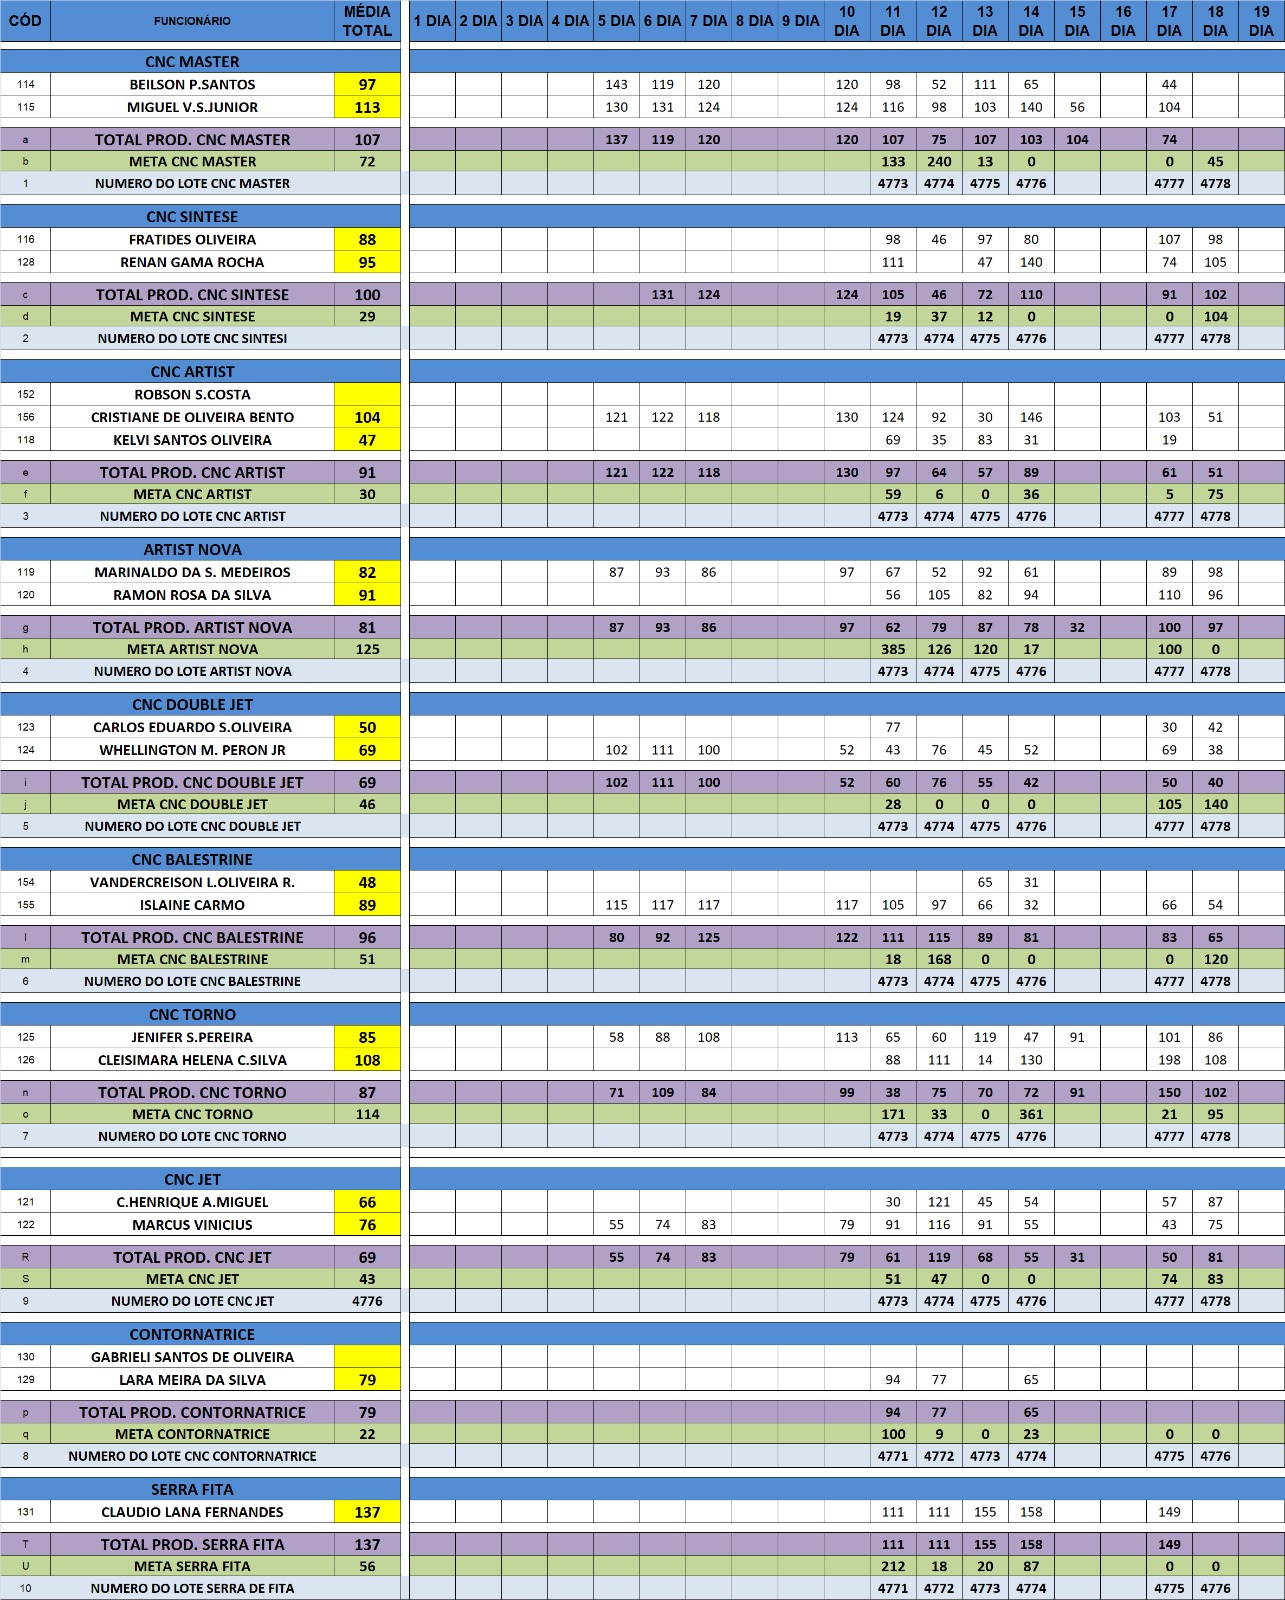 CÓD FUNCIONÁRIO MÉDIA TOTAL 1 DIA 2 DIA 3 DIA 4 DIA 5 DIA 6 DIA 7 DIA 8 DIA 9 DIA 10 DIA 11 DIA 12 DIA 13 DIA 14 DIA 15 DIA 16 DIA 17 DIA 18 DIA 19 DIA
CNC MASTER
114 BEILSON P.SANTOS 97 143 119 120 120 98 52 111 65 44
115 MIGUEL V.S.JUNIOR 113 130 131 124 124 116 98 103 140 56 104
a TOTAL PROD. CNC MASTER 107 137 119 120 120 107 75 107 103 104 74
b META CNC MASTER 72 133 240 13 0 0 45
1 NUMERO DO LOTE CNC MASTER 4773 4774 4775 4776 4777 4778
CNC SINTESE
116 FRATIDES OLIVEIRA 88 98 46 97 80 107 98
128 RENAN GAMA ROCHA 95 111 47 140 74 105
c TOTAL PROD. CNC SINTESE 100 131 124 124 105 46 72 110 91 102
d META CNC SINTESE 29 19 37 12 0 0 104
2 NUMERO DO LOTE CNC SINTESI 4773 4774 4775 4776 4777 4778
CNC ARTIST
152 ROBSON S.COSTA
156 CRISTIANE DE OLIVEIRA BENTO 104 121 122 118 130 124 92 30 146 103 51
118 KELVI SANTOS OLIVEIRA 47 69 35 83 31 19
e TOTAL PROD. CNC ARTIST 91 121 122 118 130 97 64 57 89 61 51
f META CNC ARTIST 30 59 6 0 36 5 75
3 NUMERO DO LOTE CNC ARTIST 4773 4774 4775 4776 4777 4778
ARTIST NOVA
119 MARINALDO DA S. MEDEIROS 82 87 93 86 97 67 52 92 61 89 98
120 RAMON ROSA DA SILVA 91 56 105 82 94 110 96
g TOTAL PROD. ARTIST NOVA 81 87 93 86 97 62 79 87 78 32 100 97
h META ARTIST NOVA 125 385 126 120 17 100 0
4 NUMERO DO LOTE ARTIST NOVA 4773 4774 4775 4776 4777 4778
CNC DOUBLE JET
123 CARLOS EDUARDO S.OLIVEIRA 50 77 30 42
124 WHELLINGTON M. PERON JR 69 102 111 100 52 43 76 45 52 69 38
i TOTAL PROD. CNC DOUBLE JET 69 102 111 100 52 60 76 55 42 50 40
j META CNC DOUBLE JET 46 28 0 0 0 105 140
5 NUMERO DO LOTE CNC DOUBLE JET 4773 4774 4775 4776 4777 4778
CNC BALESTRINE
154 VANDERCREISON L.OLIVEIRA R. 48 65 31
155 ISLAINE CARMO 89 115 117 117 117 105 97 66 32 66 54
l TOTAL PROD. CNC BALESTRINE 96 80 92 125 122 111 115 89 81 83 65
m META CNC BALESTRINE 51 18 168 0 0 0 120
6 NUMERO DO LOTE CNC BALESTRINE 4773 4774 4775 4776 4777 4778
CNC TORNO
125 JENIFER S.PEREIRA 85 58 88 108 113 65 60 119 47 91 101 86
126 CLEISIMARA HELENA C.SILVA 108 88 111 14 130 198 108
n TOTAL PROD. CNC TORNO 87 71 109 84 99 38 75 70 72 91 150 102
o META CNC TORNO 114 171 33 0 361 21 95
7 NUMERO DO LOTE CNC TORNO 4773 4774 4775 4776 4777 4778
CNC JET
121 C.HENRIQUE A.MIGUEL 66 30 121 45 54 57 87
122 MARCUS VINICIUS 76 55 74 83 79 91 116 91 55 43 75
R TOTAL PROD. CNC JET 69 55 74 83 79 61 119 68 55 31 50 81
S META CNC JET 43 51 47 0 0 74 83
9 NUMERO DO LOTE CNC JET 4776 4773 4774 4775 4776 4777 4778
CONTORNATRICE
130 GABRIELI SANTOS DE OLIVEIRA
129 LARA MEIRA DA SILVA 79 94 77 65
p TOTAL PROD. CONTORNATRICE 79 94 77 65
q META CONTORNATRICE 22 100 9 0 23 0 0
8 NUMERO DO LOTE CNC CONTORNATRICE 4771 4772 4773 4774 4775 4776
SERRA FITA
131 CLAUDIO LANA FERNANDES 137 111 111 155 158 149
T TOTAL PROD. SERRA FITA 137 111 111 155 158 149
U META SERRA FITA 56 212 18 20 87 0 0
10 NUMERO DO LOTE SERRA DE FITA 4771 4772 4773 4774 4775 4776